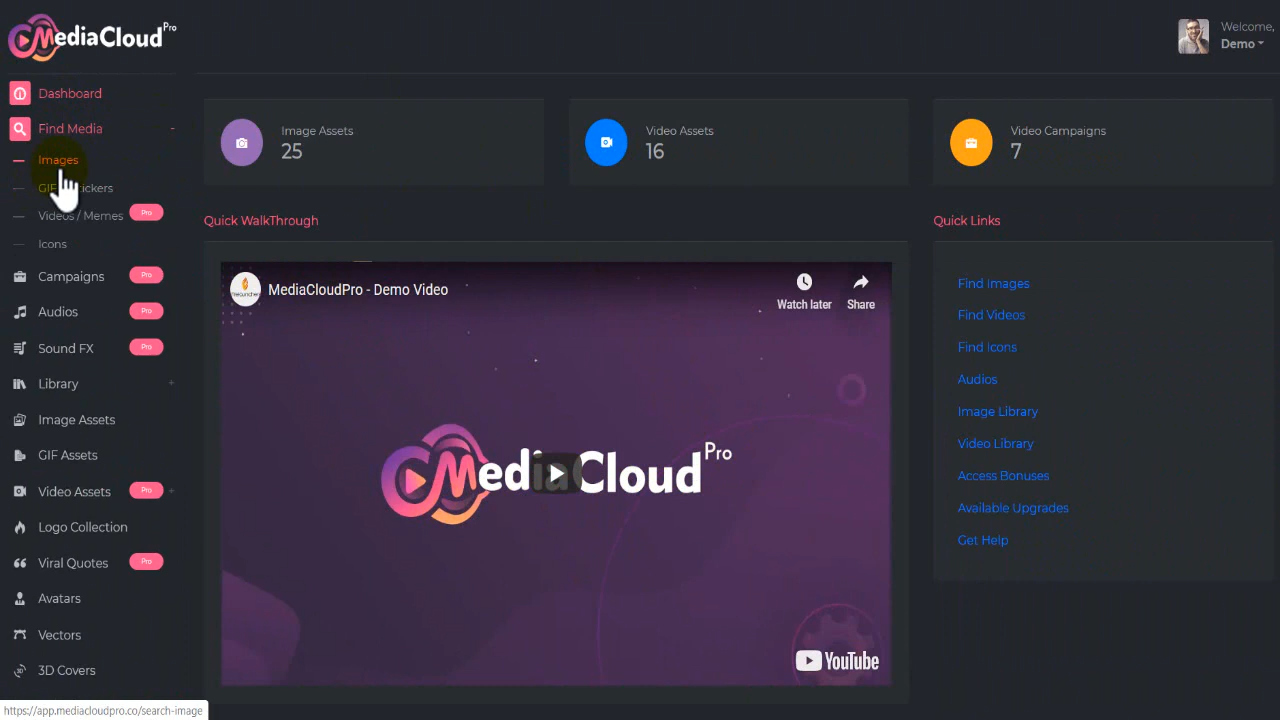 MediaCloud Pro
Welcome,
Demo
Dashboard
Find Media
Images
GIF
tickers
Videos / Memes Pro
Icons
Campaigns Pro
Audios Pro
Sound FX Pro
Library
Image Assets
GIF Assets
Video Assets Pro
Logo Collection
Viral Quotes Pro
Avatars
Vectors
3D Covers
Image Assets
25
Video Assets
16
Video Campaigns
7
Quick WalkThrough
MediaCloudPro - Demo Video
Watch later
Share
MediaCloud Pro
YouTube
Quick Links
Find Images
Find Videos
Find Icons
Audios
Image Library
Video Library
Access Bonuses
Available Upgrades
Get Help
https://app.mediacloudpro.co/search-image